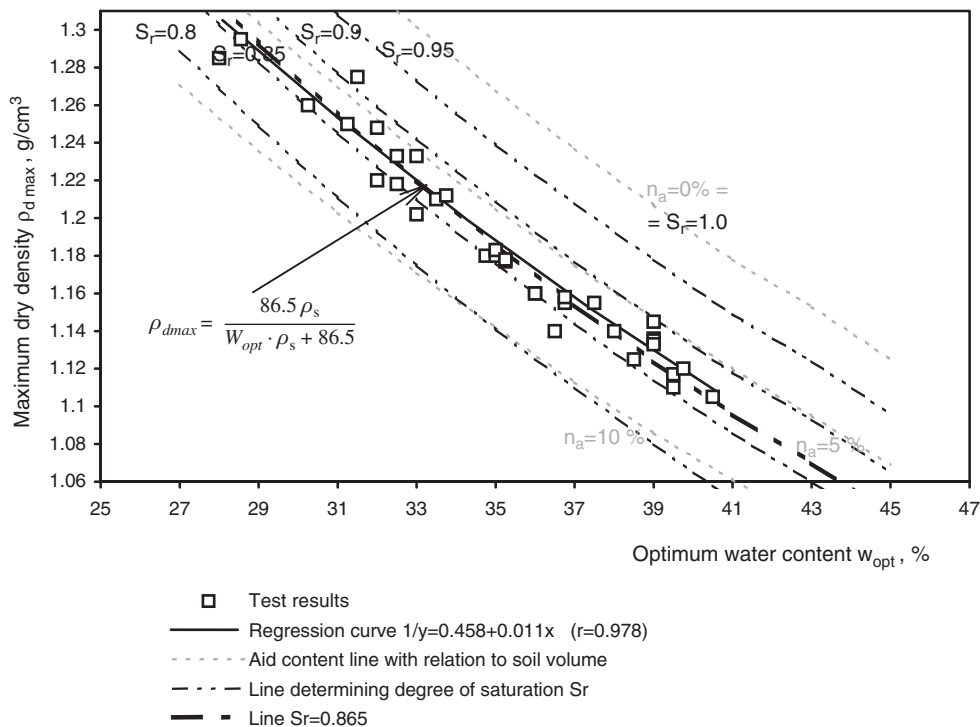 Maximum dry density ρd max , g/cm³
1.3
1.28
1.26
1.24
1.22
1.2
1.18
1.16
1.14
1.12
1.1
1.08
1.06
Sr=0.8
Sr=0.85
Sr=0.9
Sr=0.95
na=0% =
= Sr=1.0
ρdmax = 86.5 ρs / Wopt · ρs + 86.5
na=10 %
na=5 %
25 27 29 31 33 35 37 39 41 43 45 47
Optimum water content wopt , %
Test results
Regression curve 1/y=0.458+0.011x (r=0.978)
Aid content line with relation to soil volume
Line determining degree of saturation Sr
Line Sr=0.865